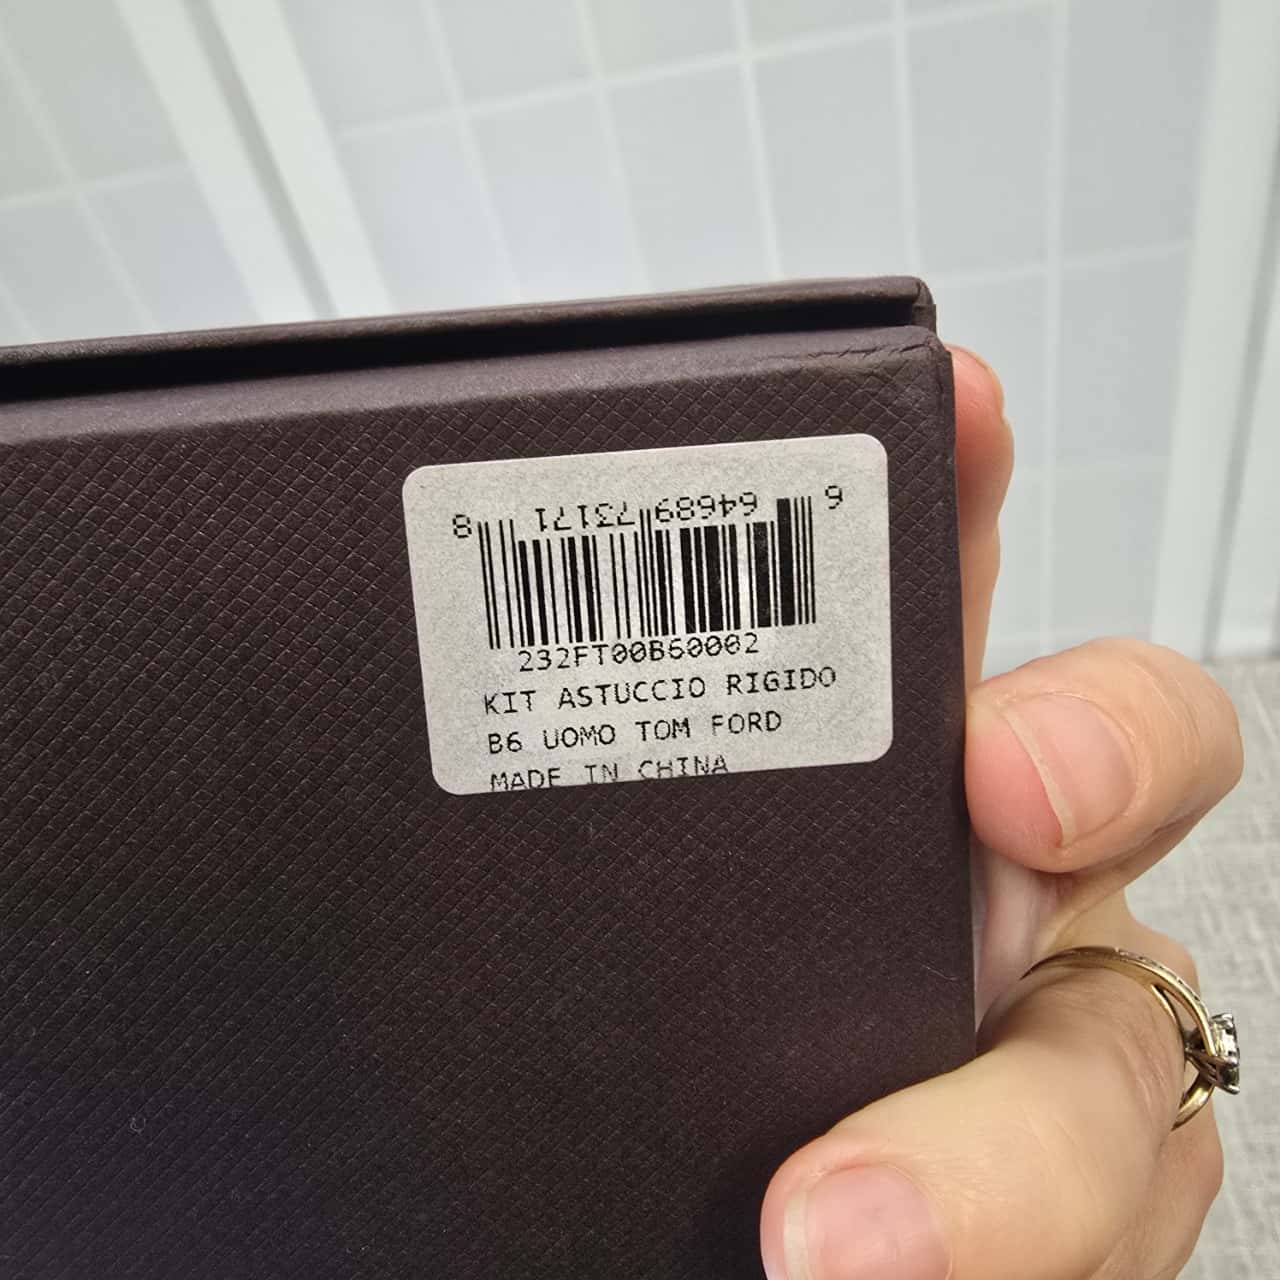 6 64689 73171 8
232FT00B60002
KIT ASTUCCIO RIGIDO
B6 UOMO TOM FORD
MADE IN CHINA